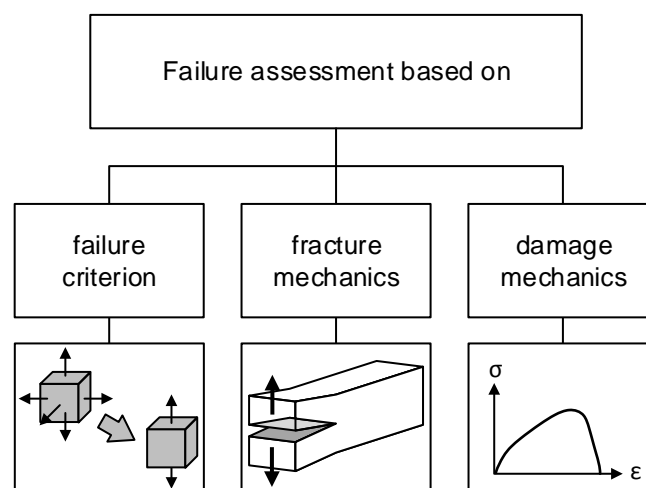 Failure assessment based on
failure
criterion
fracture
mechanics
damage
mechanics
σ
ε